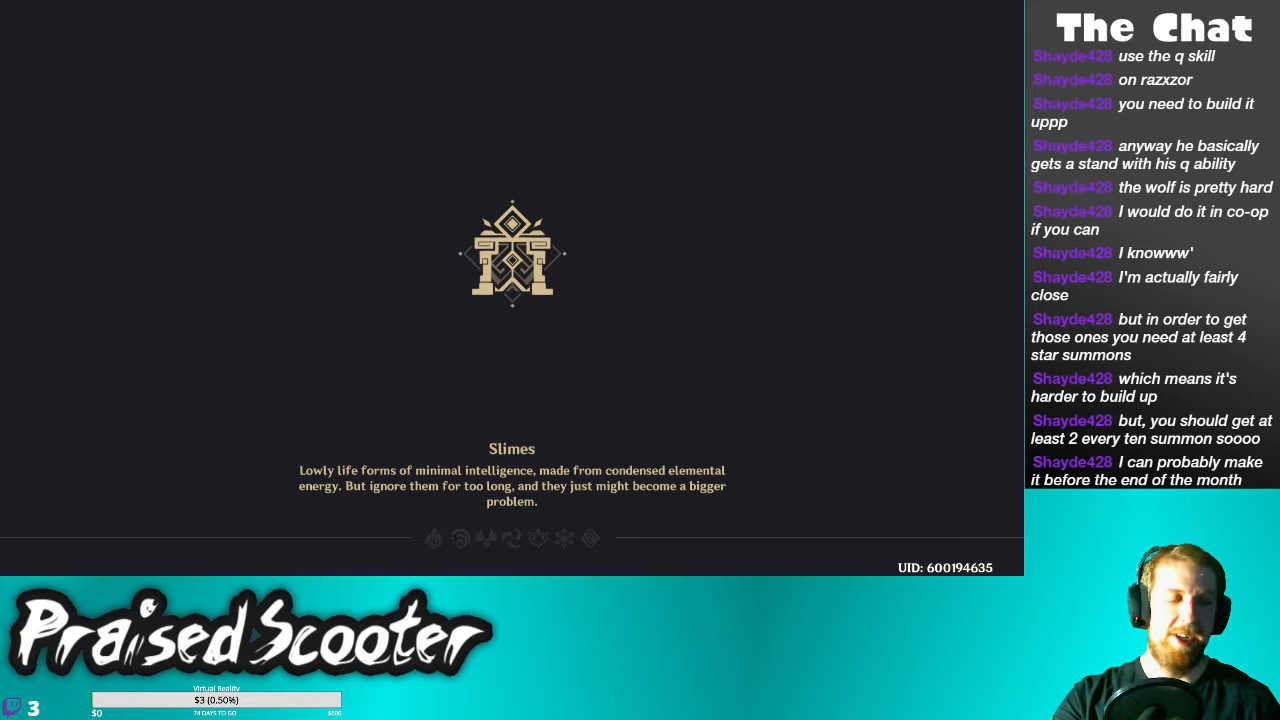 The Chat
Shayde428 use the q skill
Shayde428 on razxzor
Shayde428 you need to build it
uppp
Shayde428 anyway he basically
gets a stand with his q ability
Shayde428 the wolf is pretty hard
Shayde428 I would do it in co-op
if you can
Shayde428 I knowww'
Shayde428 I'm actually fairly
close
Shayde428 but in order to get
those ones you need at least 4
star summons
Shayde428 which means it's
harder to build up
Shayde428 but, you should get at
least 2 every ten summon soooo
Shayde428 I can probably make
it before the end of the month
Slimes
Lowly life forms of minimal intelligence, made from condensed elemental
energy. But ignore them for too long, and they just might become a bigger
problem.
UID: 600194635
PraisedScooter
Virtual Reality
$3 (0.50%)
$0 74 DAYS TO GO $600
3